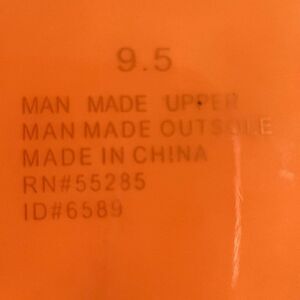 9.5
MAN MADE UPPER
MAN MADE OUTSOLE
MADE IN CHINA
RN#55285
ID#6589